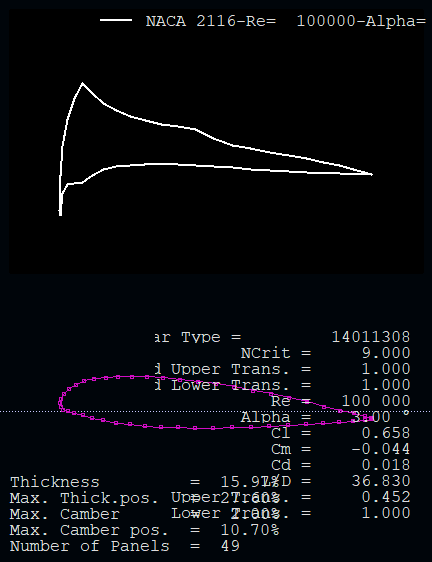 NACA 2116-Re=  100000-Alpha=
ar Type =  14011308
NCrit =  9.000
d Upper Trans. =  1.000
d Lower Trans. =  1.000
Re =  100 000
Alpha =  3.00 °
Cl =  0.658
Cm =  -0.044
Cd =  0.018
L/D =  36.830
Upper Trans. =  0.452
Lower Trans. =  1.000
Thickness  =  15.97%
Max. Thick.pos.  =  27.60%
Max. Camber  =  2.00%
Max. Camber pos.  =  10.70%
Number of Panels  =  49